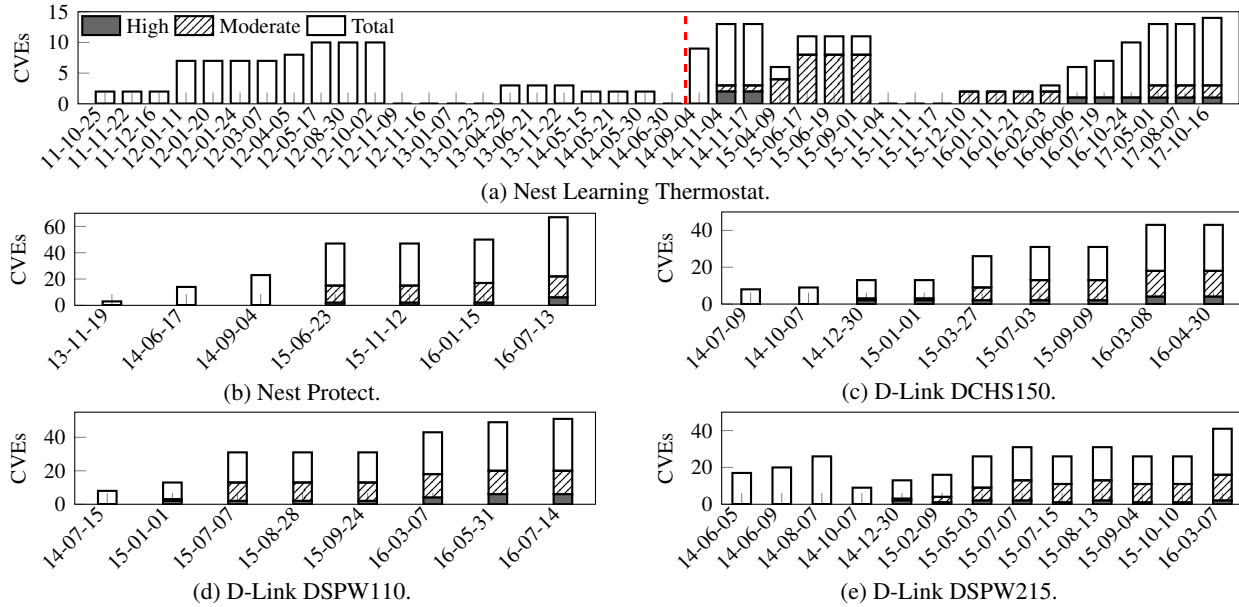 15
10
5
0
CVEs
High Moderate Total
11-10-25 11-11-22 11-12-16 12-01-11 12-01-20 12-01-24 12-03-07 12-04-05 12-05-17 12-08-30 12-10-02 12-11-09 12-11-16 13-01-07 13-01-23 13-04-29 13-06-21 13-11-22 14-05-15 14-05-21 14-05-30 14-06-30 14-09-04 14-11-04 14-11-17 15-04-09 15-06-17 15-06-19 15-09-01 15-11-04 15-11-11 15-11-17 15-12-10 16-01-11 16-01-21 16-02-03 16-06-06 16-07-19 16-10-24 17-05-01 17-08-07 17-10-16
(a) Nest Learning Thermostat.
60
40
20
0
CVEs
13-11-19 14-06-17 14-09-04 15-06-23 15-11-12 16-01-15 16-07-13
(b) Nest Protect.
40
20
0
CVEs
14-07-09 14-10-07 14-12-30 15-01-01 15-03-27 15-07-03 15-09-09 16-03-08 16-04-30
(c) D-Link DCHS150.
40
20
0
CVEs
14-07-15 15-01-01 15-07-07 15-08-28 15-09-24 16-03-07 16-05-31 16-07-14
(d) D-Link DSPW110.
40
20
0
CVEs
14-06-05 14-06-09 14-08-07 14-10-07 14-12-30 15-02-09 15-05-03 15-07-07 15-07-15 15-08-13 15-09-04 15-10-10 16-03-07
(e) D-Link DSPW215.